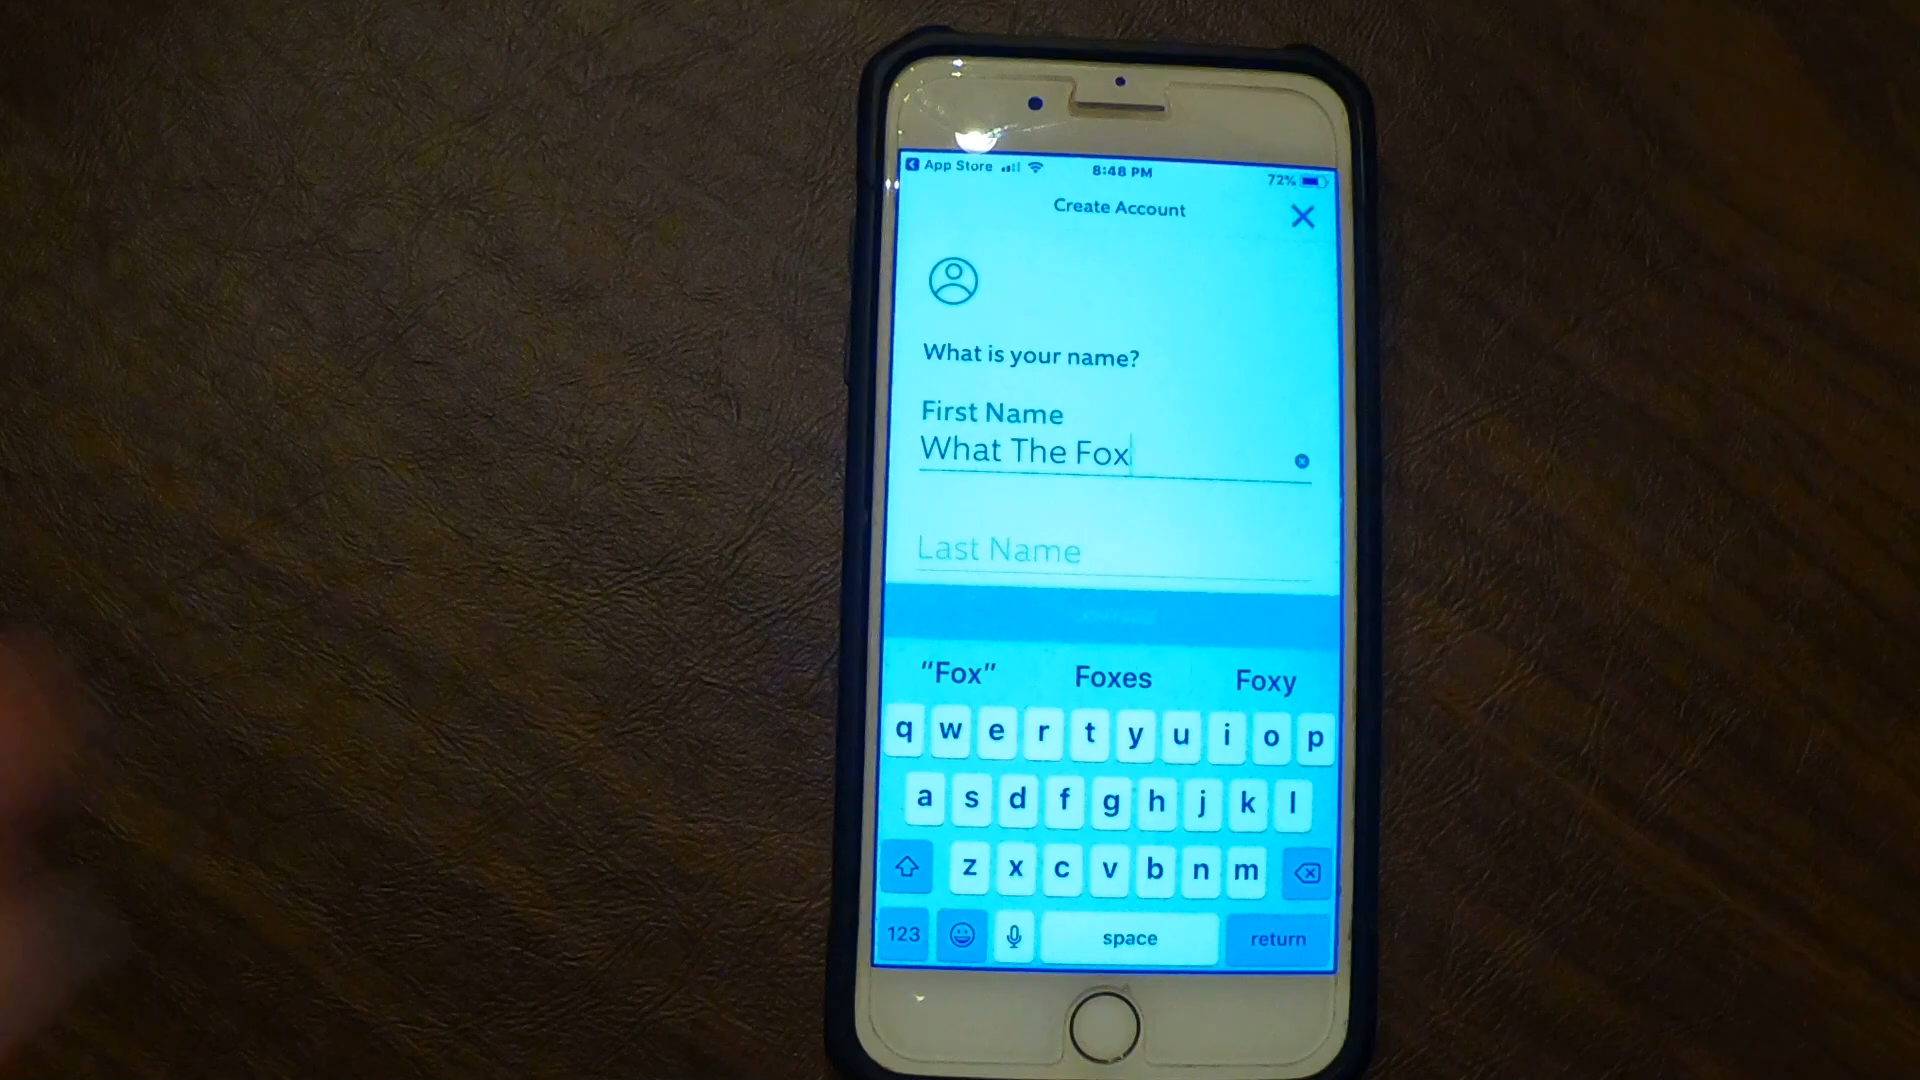 App Store 8:48 PM 72%
Create Account
What is your name?
First Name
What The Fox
Last Name
"Fox" Foxes Foxy
q w e r t y u i o p
a s d f g h j k l
z x c v b n m
123 space return